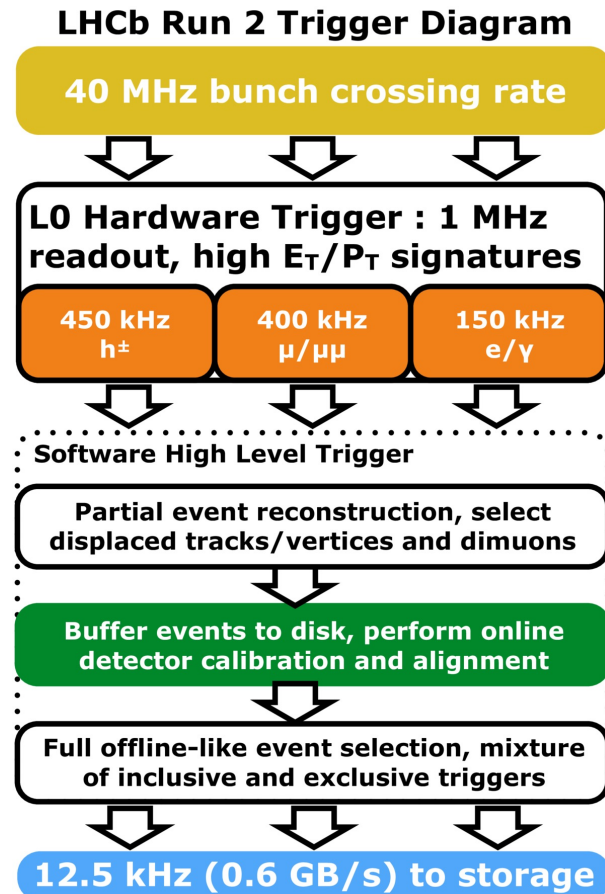 LHCb Run 2 Trigger Diagram
40 MHz bunch crossing rate
L0 Hardware Trigger : 1 MHz
readout, high E_T/P_T signatures
450 kHz
h±
400 kHz
μ/μμ
150 kHz
e/γ
Software High Level Trigger
Partial event reconstruction, select
displaced tracks/vertices and dimuons
Buffer events to disk, perform online
detector calibration and alignment
Full offline-like event selection, mixture
of inclusive and exclusive triggers
12.5 kHz (0.6 GB/s) to storage